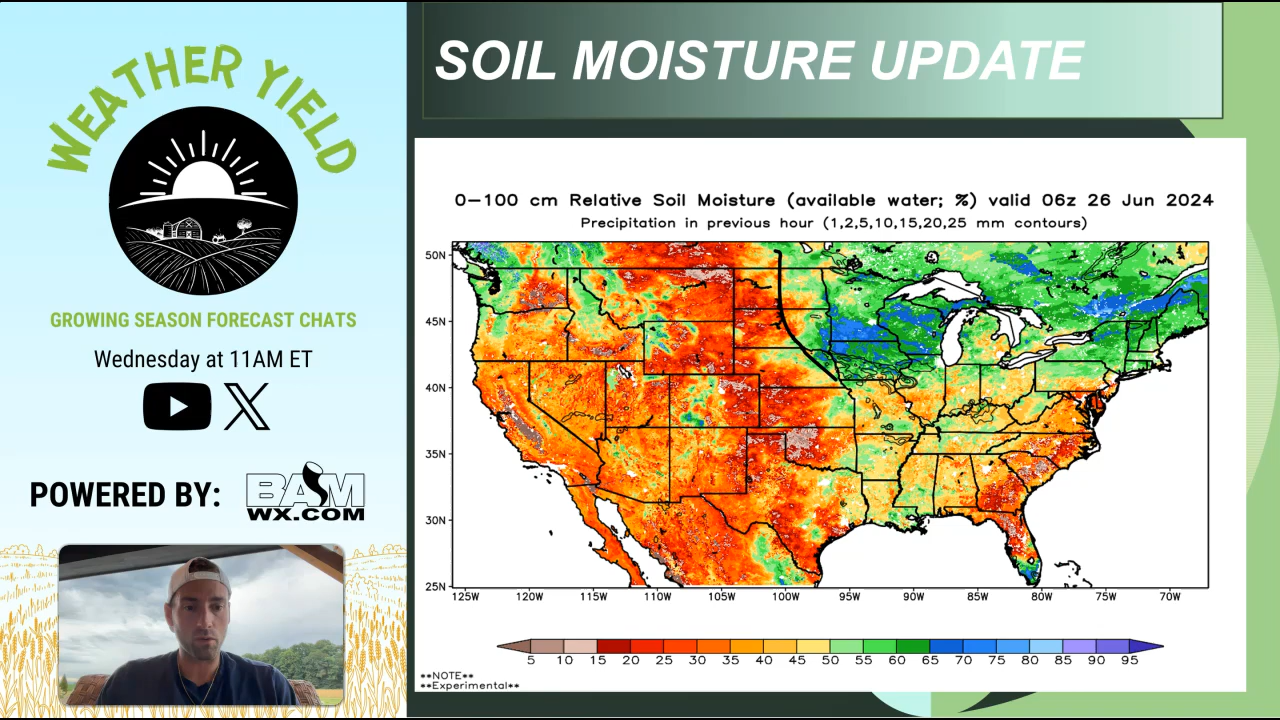 WEATHER YIELD
GROWING SEASON FORECAST CHATS
Wednesday at 11AM ET
POWERED BY:
BAM
WX.COM
SOIL MOISTURE UPDATE
0-100 cm Relative Soil Moisture (available water; %) valid 06z 26 Jun 2024
Precipitation in previous hour (1,2,5,10,15,20,25 mm contours)
50N
45N
40N
35N
30N
25N
125W 120W 115W 110W 105W 100W 95W 90W 85W 80W 75W 70W
5 10 15 20 25 30 35 40 45 50 55 60 65 70 75 80 85 90 95
**NOTE**
**Experimental**